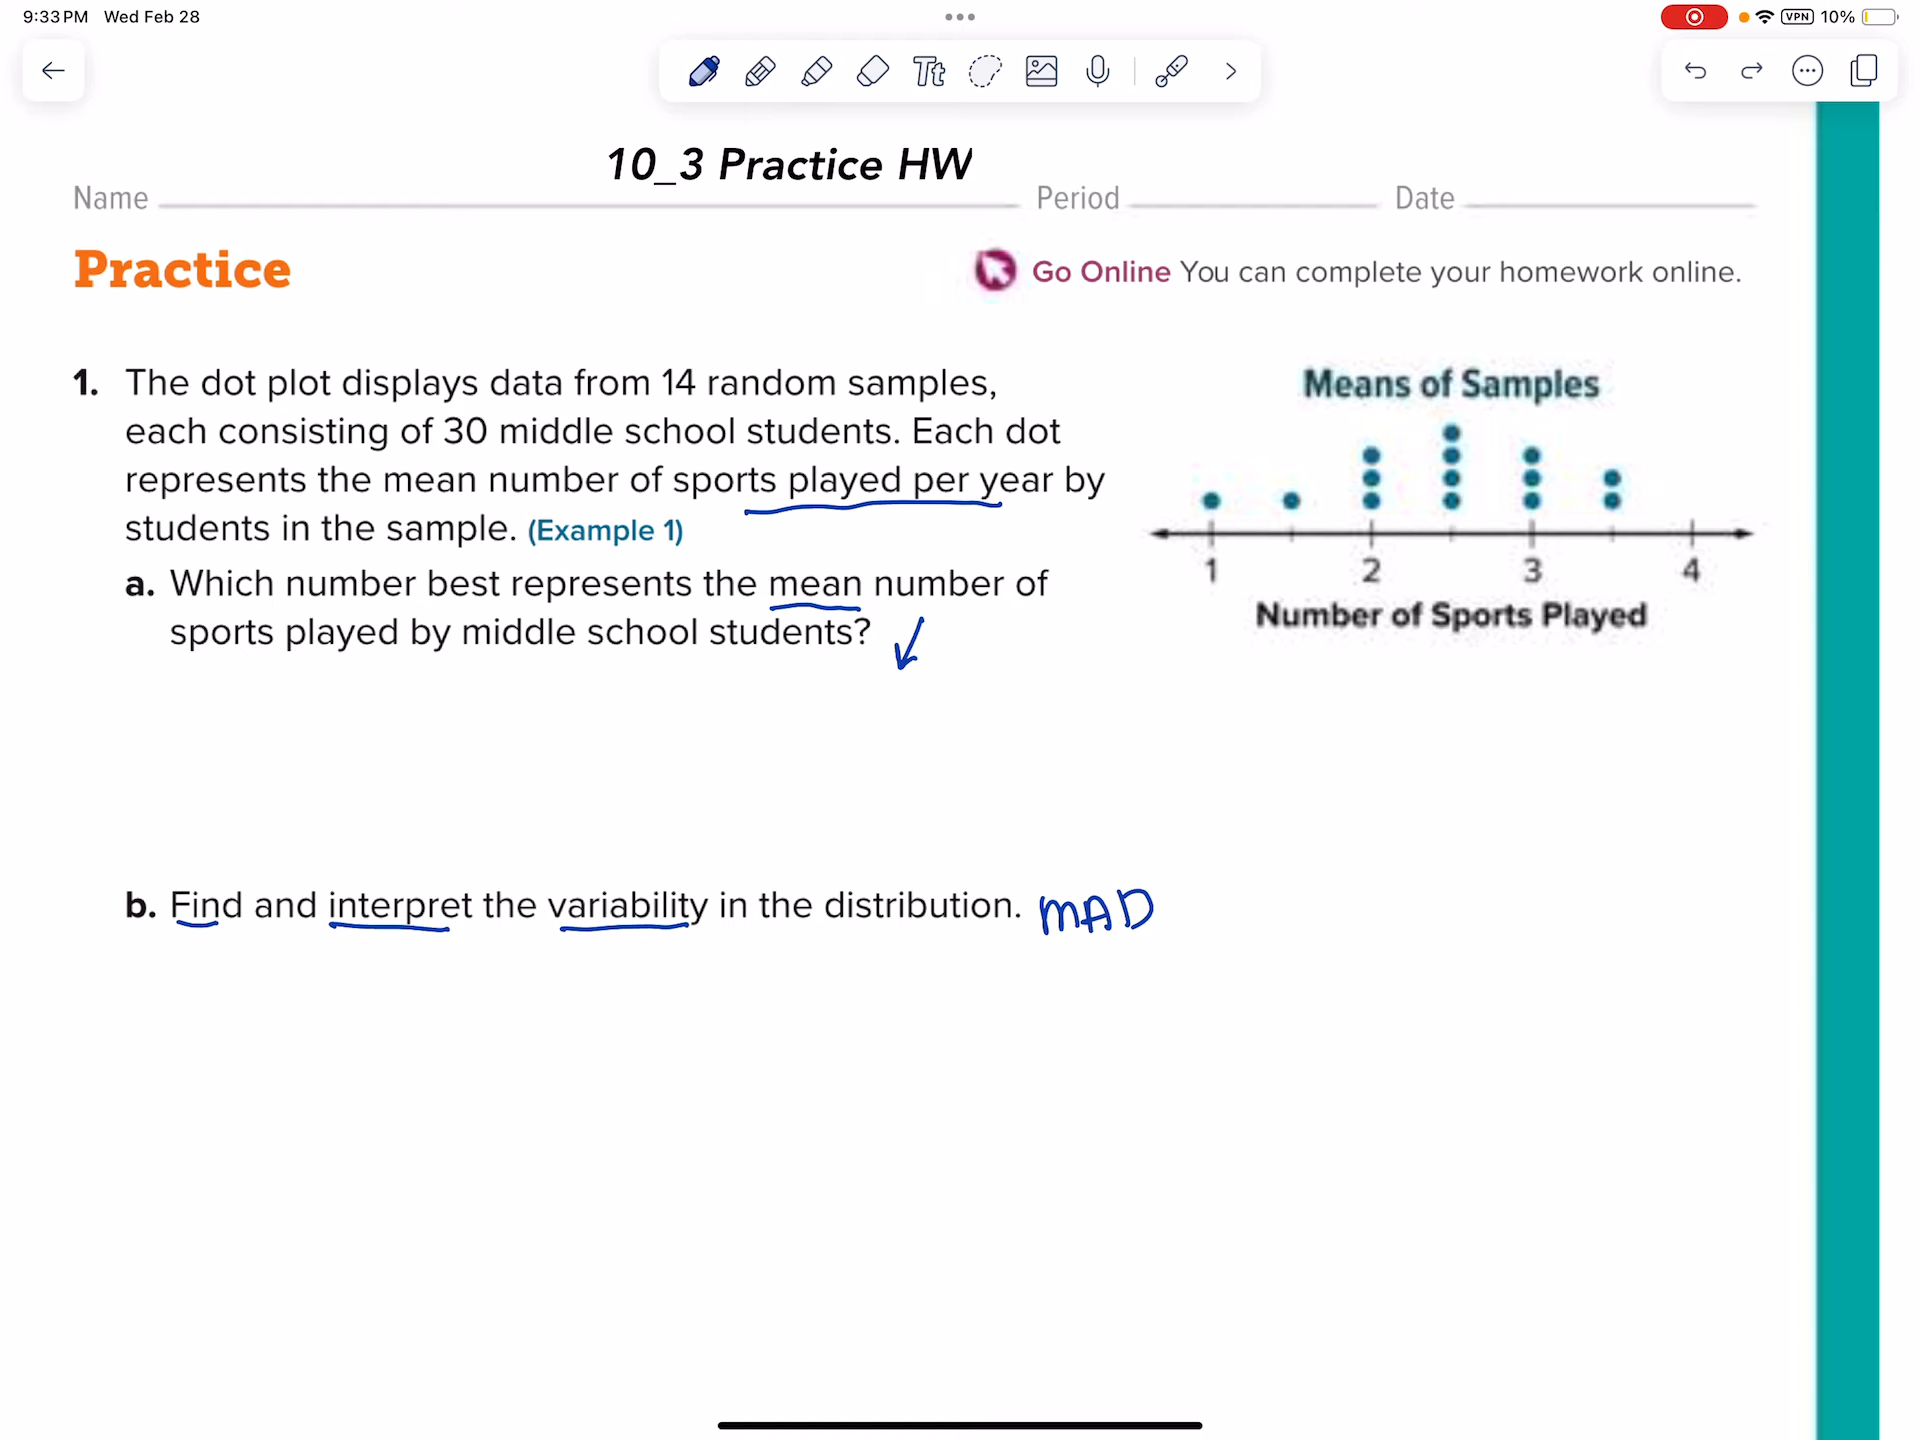 9:33 PM Wed Feb 28
VPN 10%
Tt
10_3 Practice HW
Name Period Date
Practice
Go Online You can complete your homework online.
1. The dot plot displays data from 14 random samples,
each consisting of 30 middle school students. Each dot
represents the mean number of sports played per year by
students in the sample. (Example 1)
a. Which number best represents the mean number of
sports played by middle school students?
Means of Samples
1 2 3 4
Number of Sports Played
b. Find and interpret the variability in the distribution. MAD